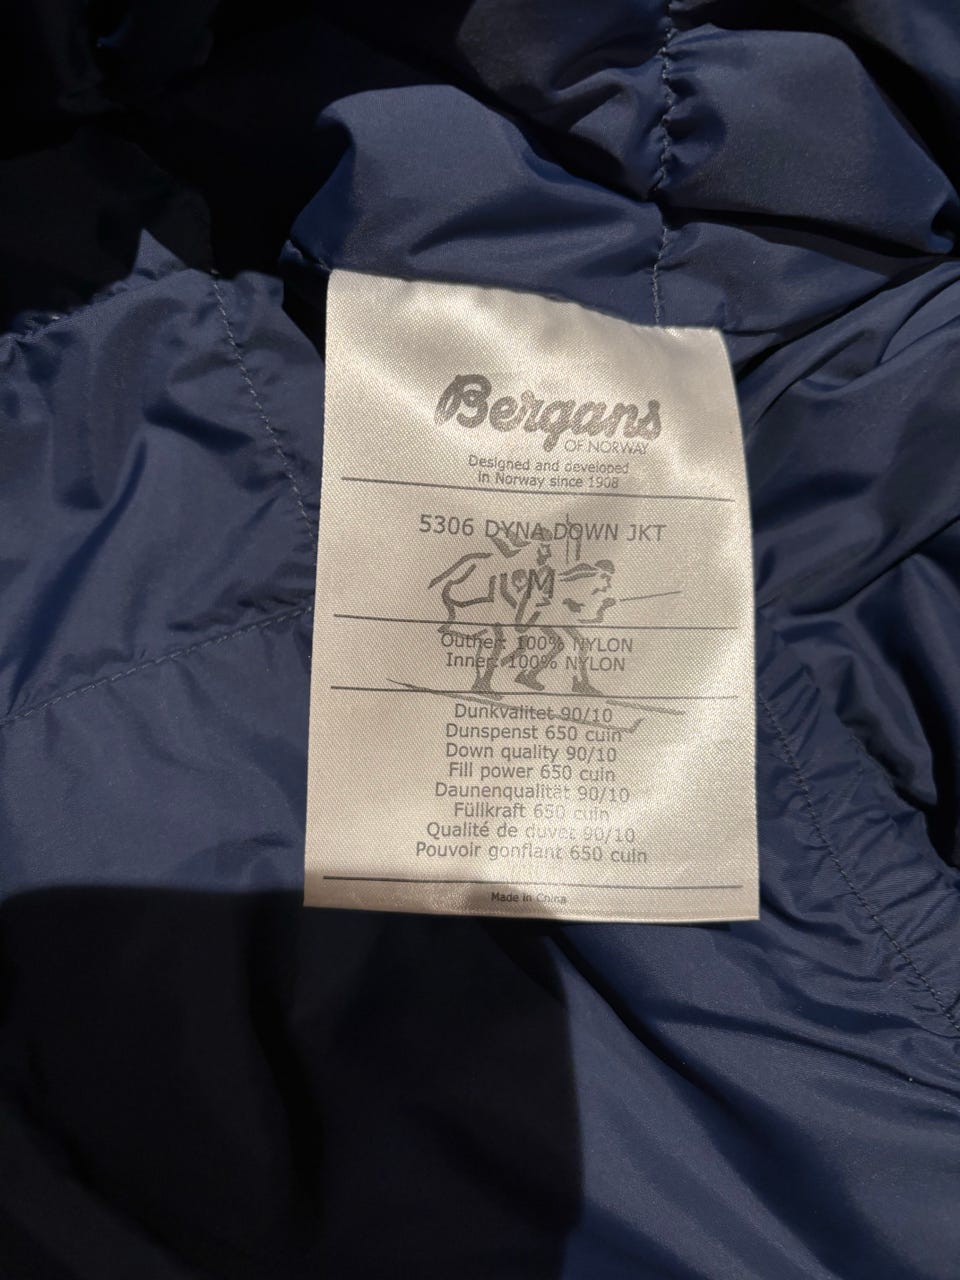 Bergans
OF NORWAY
Designed and developed
in Norway since 1908
5306 DYNA DOWN JKT
M
Outher: 100% NYLON
Inner: 100% NYLON
Dunkvalitet 90/10
Dunspenst 650 cuin
Down quality 90/10
Fill power 650 cuin
Daunenqualität 90/10
Füllkraft 650 cuin
Qualité de duvet 90/10
Pouvoir gonflant 650 cuin
Made in China